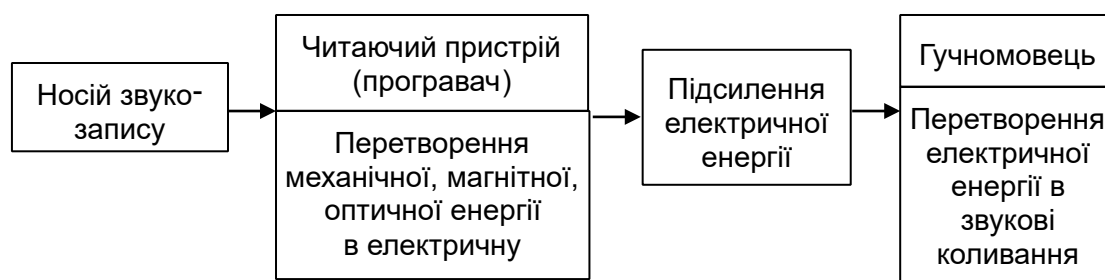 Носій звуко-
запису
Читаючий пристрій
(програвач)
Перетворення
механічної, магнітної,
оптичної енергії
в електричну
Підсилення
електричної
енергії
Гучномовець
Перетворення
електричної
енергії в
звукові
коливання